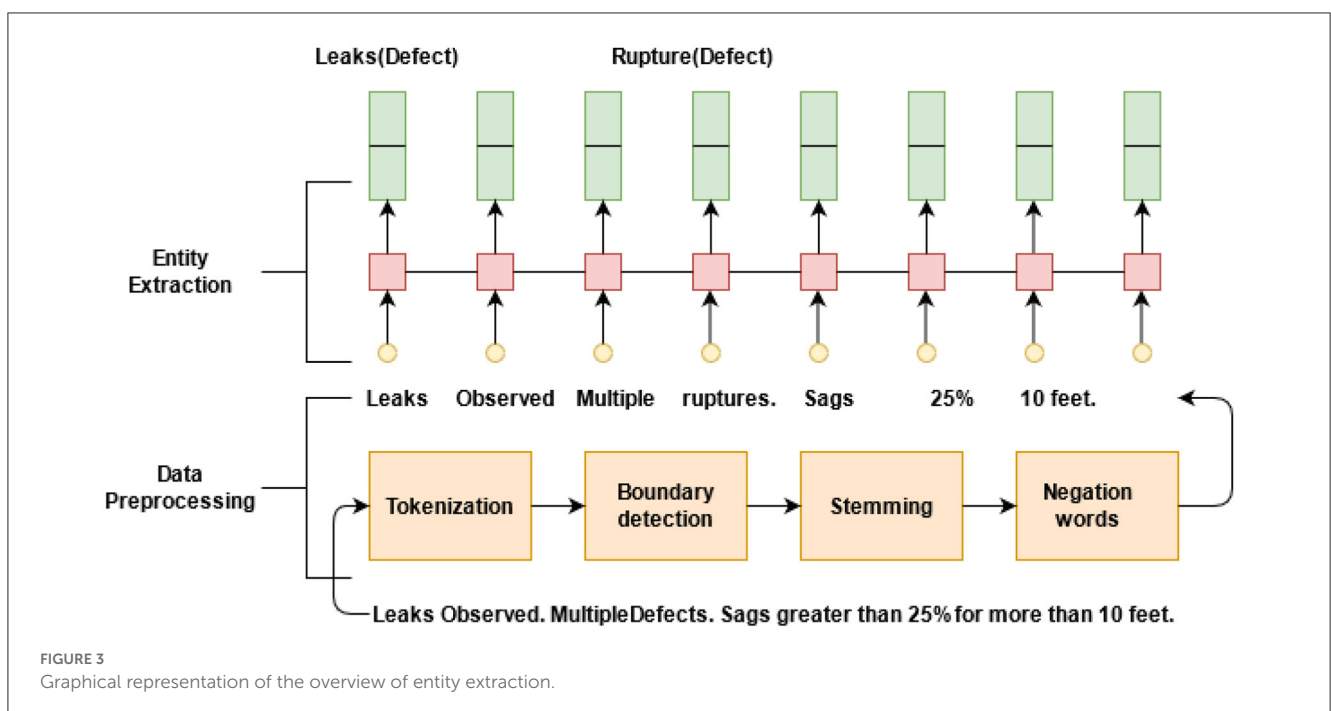 Leaks(Defect) Rupture(Defect)
Entity
Extraction
Leaks Observed Multiple ruptures. Sags 25% 10 feet.
Data
Preprocessing
Tokenization
Boundary
detection
Stemming
Negation
words
Leaks Observed. MultipleDefects. Sags greater than 25% for more than 10 feet.
FIGURE 3
Graphical representation of the overview of entity extraction.